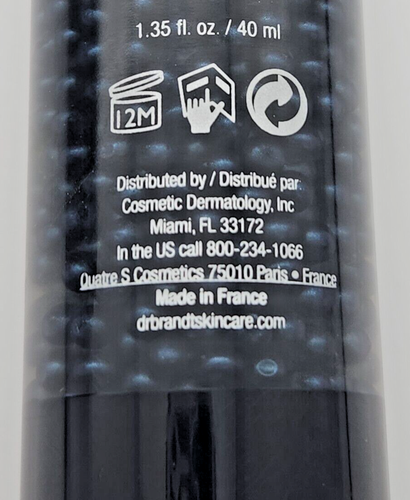 1.35 fl. oz. / 40 ml
12M
Distributed by / Distribué par:
Cosmetic Dermatology, Inc
Miami, FL 33172
In the US call 800-234-1066
Quatre S Cosmetics 75010 Paris • France
Made in France
drbrandtskincare.com